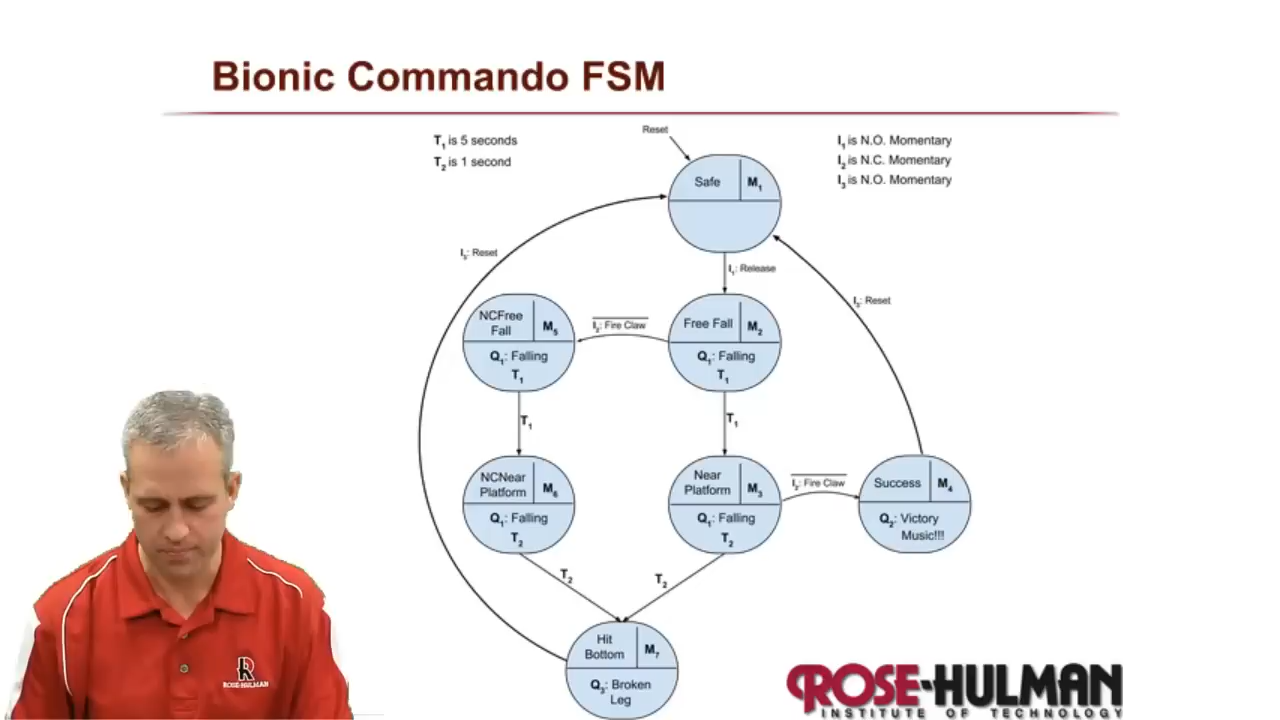 Bionic Commando FSM
T1 is 5 seconds
T2 is 1 second
Reset
I1 is N.O. Momentary
I2 is N.C. Momentary
I3 is N.O. Momentary
Safe M1
I3: Reset
I1: Release
I3: Reset
NCFree
Fall M5
Q1: Falling
T1
I2: Fire Claw
Free Fall M2
Q1: Falling
T1
T1
T1
NCNear
Platform M6
Q1: Falling
T2
Near
Platform M3
Q1: Falling
T2
I2: Fire Claw
Success M4
Q2: Victory
Music!!!
T2
T2
Hit
Bottom M7
Q3: Broken
Leg
ROSE-HULMAN
ROSE-HULMAN
INSTITUTE OF TECHNOLOGY